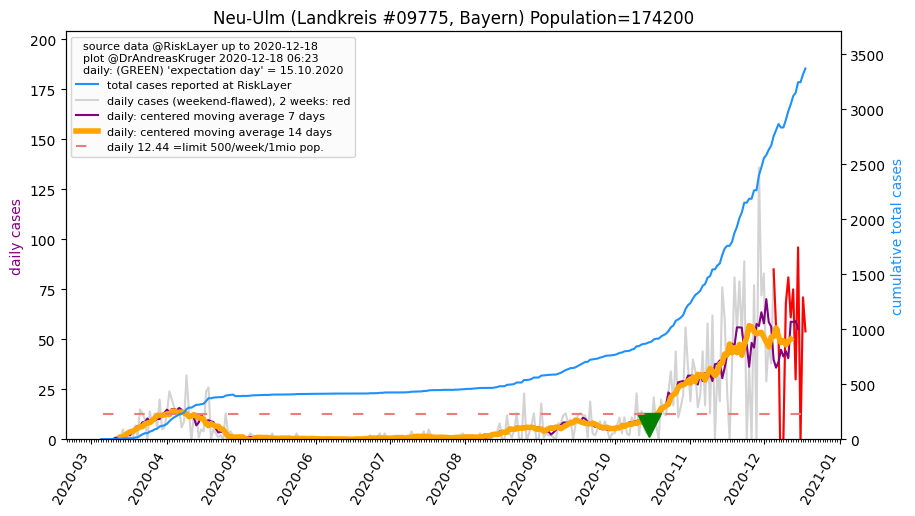 Neu-Ulm (Landkreis #09775, Bayern) Population=174200
source data @RiskLayer up to 2020-12-18
plot @DrAndreasKruger 2020-12-18 06:23
daily: (GREEN) 'expectation day' = 15.10.2020
total cases reported at RiskLayer
daily cases (weekend-flawed), 2 weeks: red
daily: centered moving average 7 days
daily: centered moving average 14 days
daily 12.44 =limit 500/week/1mio pop.
daily cases
200
175
150
125
100
75
50
25
0
cumulative total cases
3500
3000
2500
2000
1500
1000
500
0
2020-03
2020-04
2020-05
2020-06
2020-07
2020-08
2020-09
2020-10
2020-11
2020-12
2021-01